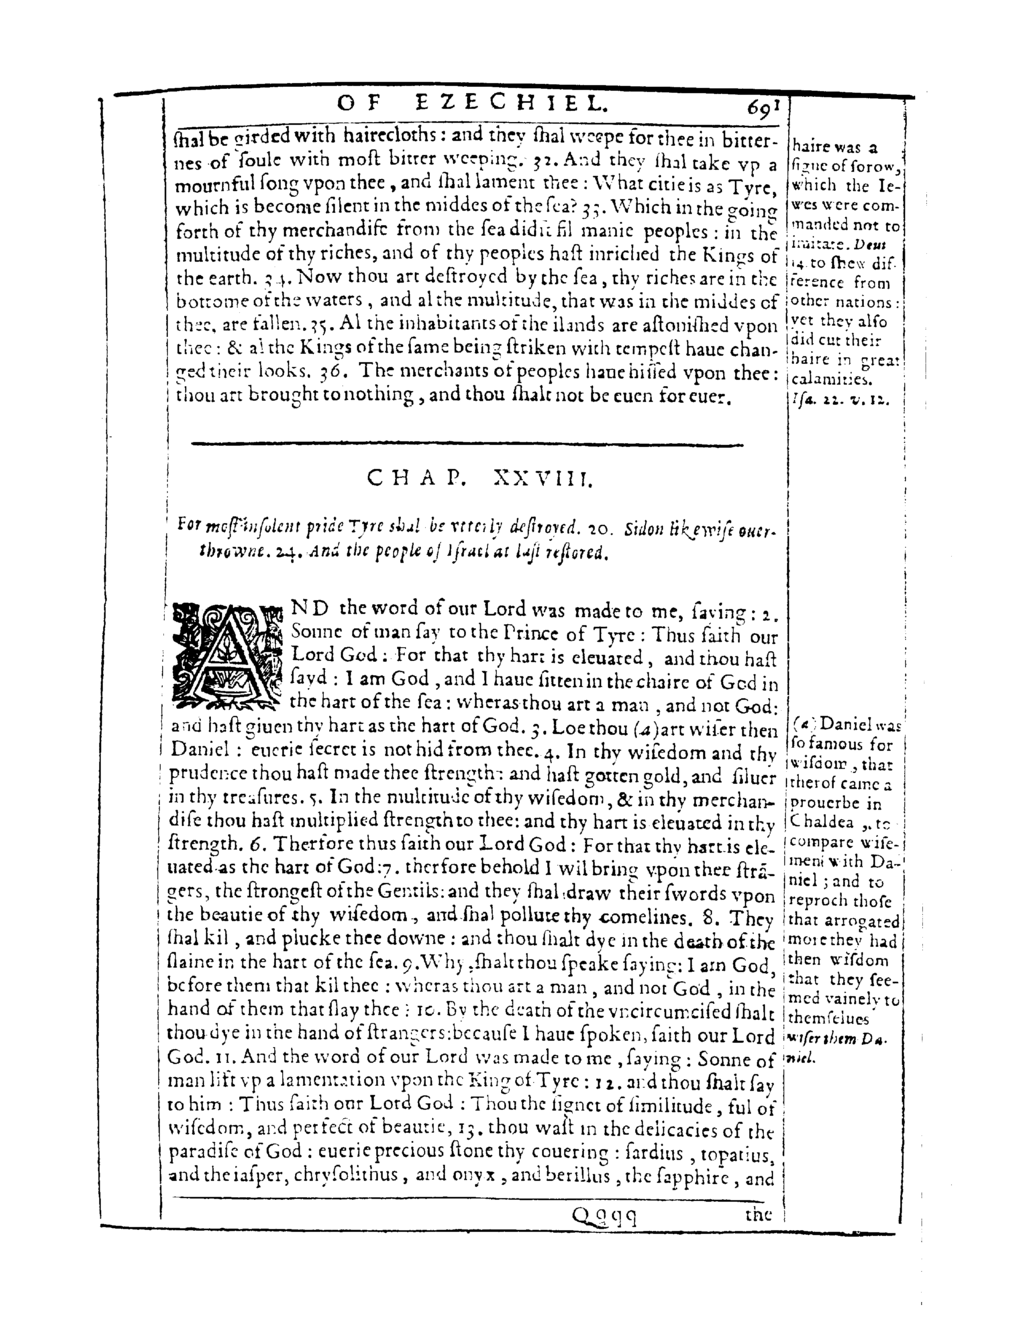 OF EZECHIEL. 691
ſhal be girded with hairecloths : and they ſhal weepe for thee in bitter-
nes of ſoule with moſt bitter weeping. 32. And they ſhal take vp a
mournful ſong vpon thee , and ſhal lament thee : What citie is as Tyre,
which is become ſilent in the middes of the ſea? 33. Which in the going
forth of thy merchandiſe from the ſea didſt fil manie peoples : in the
multitude of thy riches, and of thy peoples haſt inriched the Kings of
the earth. 34. Now thou art deſtroyed by the ſea , thy riches are in the
bottome of the waters , and al the multitude, that was in the middes of
thee, are fallen. 35. Al the inhabitants of the ilands are aſtoniſhed vpon
thee : & al the Kings of the ſame being ſtriken with tempeſt haue chan-
ged their looks. 36. The merchants of peoples haue hiſſed vpon thee :
thou art brought to nothing , and thou ſhalt not be euen for euer.
haire was a
ſigne of ſorow,
which the Ie-
wes were com-
manded not to
imitate. Deut
14. to ſhew dif-
ference from
other nations :
yet they alſo
did cut their
haire in great
calamities.
Iſa. 22. v. 12.
CHAP. XXVIII.
For moſt inſolent pride Tyre shal be vtterly deſtroyed. 20. Sidon likewiſe ouer-
throwne. 24. And the people of Iſrael at laſt reſtored.
AND the word of our Lord was made to me, ſaying : 2.
Sonne of man ſay to the Prince of Tyre : Thus ſaith our
Lord God : For that thy hart is eleuated , and thou haſt
ſayd : I am God , and I haue ſitten in the chaire of God in
the hart of the ſea : wheras thou art a man , and not God:
and haſt giuen thy hart as the hart of God. 3. Loe thou (a) art wiſer then
Daniel : euerie ſecret is not hid from thee. 4. In thy wiſedom and thy
prudence thou haſt made thee ſtrength : and haſt gotten gold, and ſiluer
in thy treaſures. 5. In the multitude of thy wiſedom, & in thy merchan-
diſe thou haſt multiplied ſtrength to thee: and thy hart is eleuated in thy
ſtrength. 6. Therfore thus ſaith our Lord God : For that thy hart is ele-
uated as the hart of God: 7. therfore behold I wil bring vpon thee ſtrā-
gers, the ſtrongeſt of the Gentils: and they ſhal draw their ſwords vpon
the beautie of thy wiſedom , and ſhal pollute thy comelines. 8. They
ſhal kil , and plucke thee downe : and thou ſhalt dye in the death of the
ſlaine in the hart of the ſea. 9. Why , ſhalt thou ſpeake ſaying: I am God,
before them that kil thee : wheras thou art a man , and not God , in the
hand of them that ſlay thee : 10. By the death of the vncircumciſed ſhalt
thou dye in the hand of ſtrangers: becauſe I haue ſpoken, ſaith our Lord
God. 11. And the word of our Lord was made to me , ſaying : Sonne of
man lift vp a lamentation vpon the King of Tyre : 12. and thou ſhalt ſay
to him : Thus ſaith our Lord God : Thou the ſignet of ſimilitude , ful of
wiſedom, and perfect of beautie, 13. thou waſt in the delicacies of the
paradiſe of God : euerie precious ſtone thy couering : ſardius , topatius,
and the iaſper, chryſolithus , and onyx , and berillus , the ſapphire , and
(a) Daniel was
ſo famous for
wiſdom , that
therof came a
prouerbe in
Chaldea , to
compare wiſe-
men with Da-
niel ; and to
reproch thoſe
that arrogated
more they had
then wiſdom
that they ſee-
med vainely to
themſelues
wiſer them Da-
niel.
Qqqq the